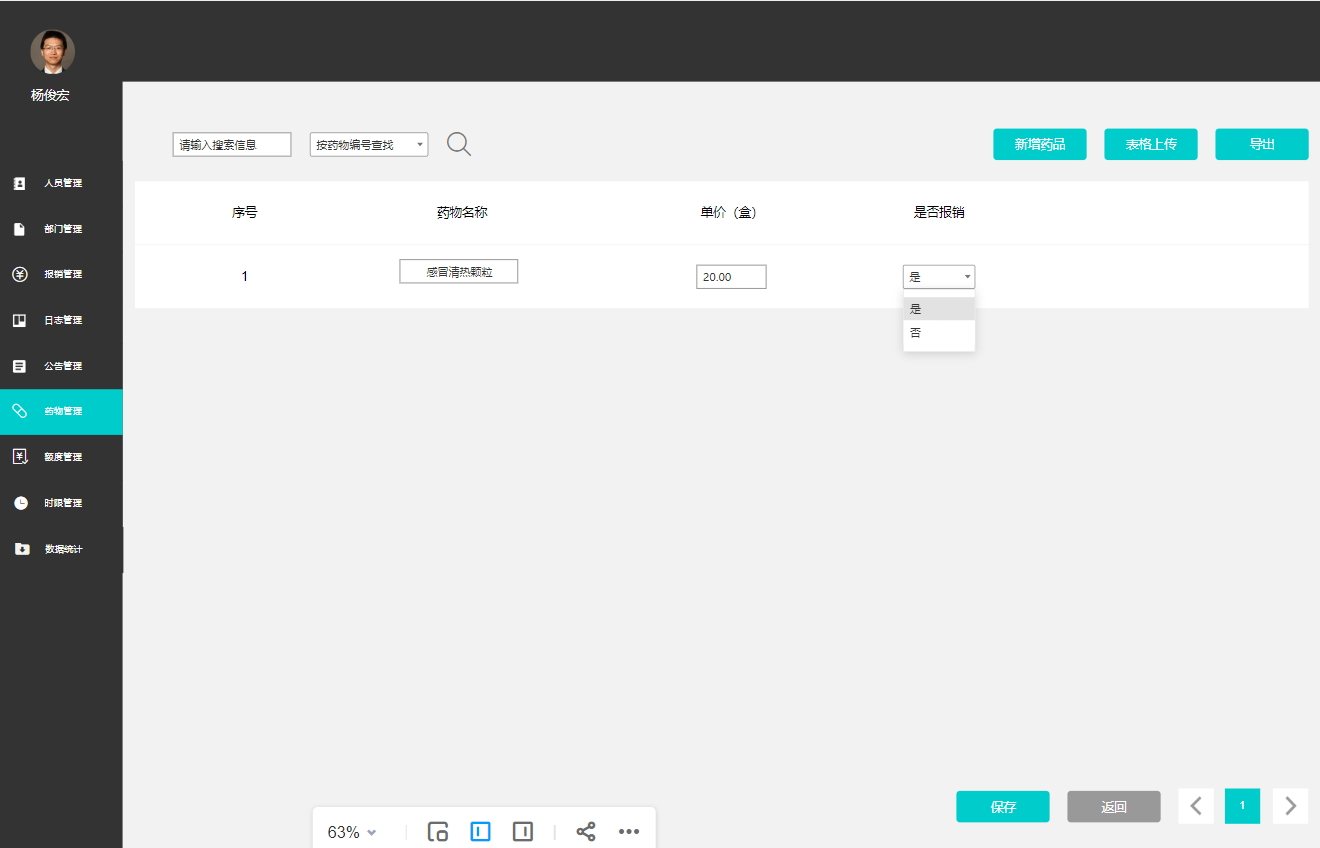 杨俊宏
人员管理
部门管理
报销管理
日志管理
公告管理
药物管理
额度管理
时限管理
数据统计
请输入搜索信息 按药物编号查找 新增药品 表格上传 导出
序号 药物名称 单价（盒） 是否报销
1 感冒清热颗粒 20.00 是
是
否
保存 返回 1
63%